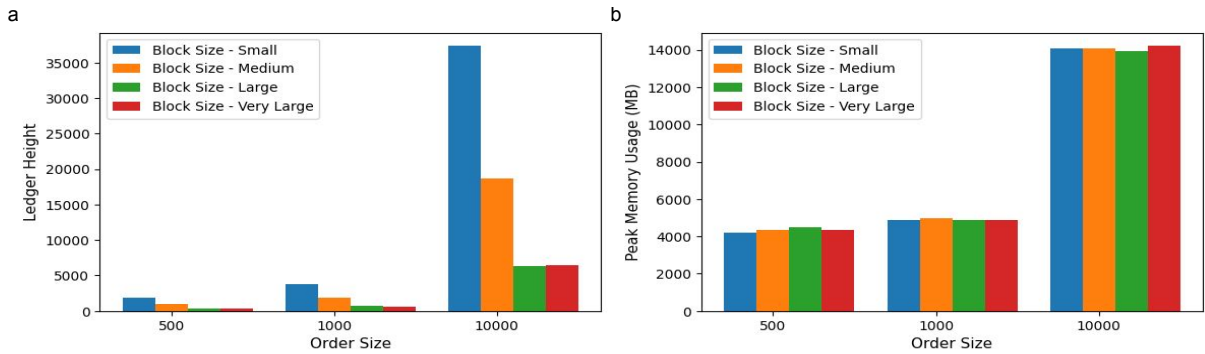 a
Block Size - Small
Block Size - Medium
Block Size - Large
Block Size - Very Large
35000
30000
25000
20000
15000
10000
5000
0
Ledger Height
500
1000
10000
Order Size
b
Block Size - Small
Block Size - Medium
Block Size - Large
Block Size - Very Large
14000
12000
10000
8000
6000
4000
2000
0
Peak Memory Usage (MB)
500
1000
10000
Order Size